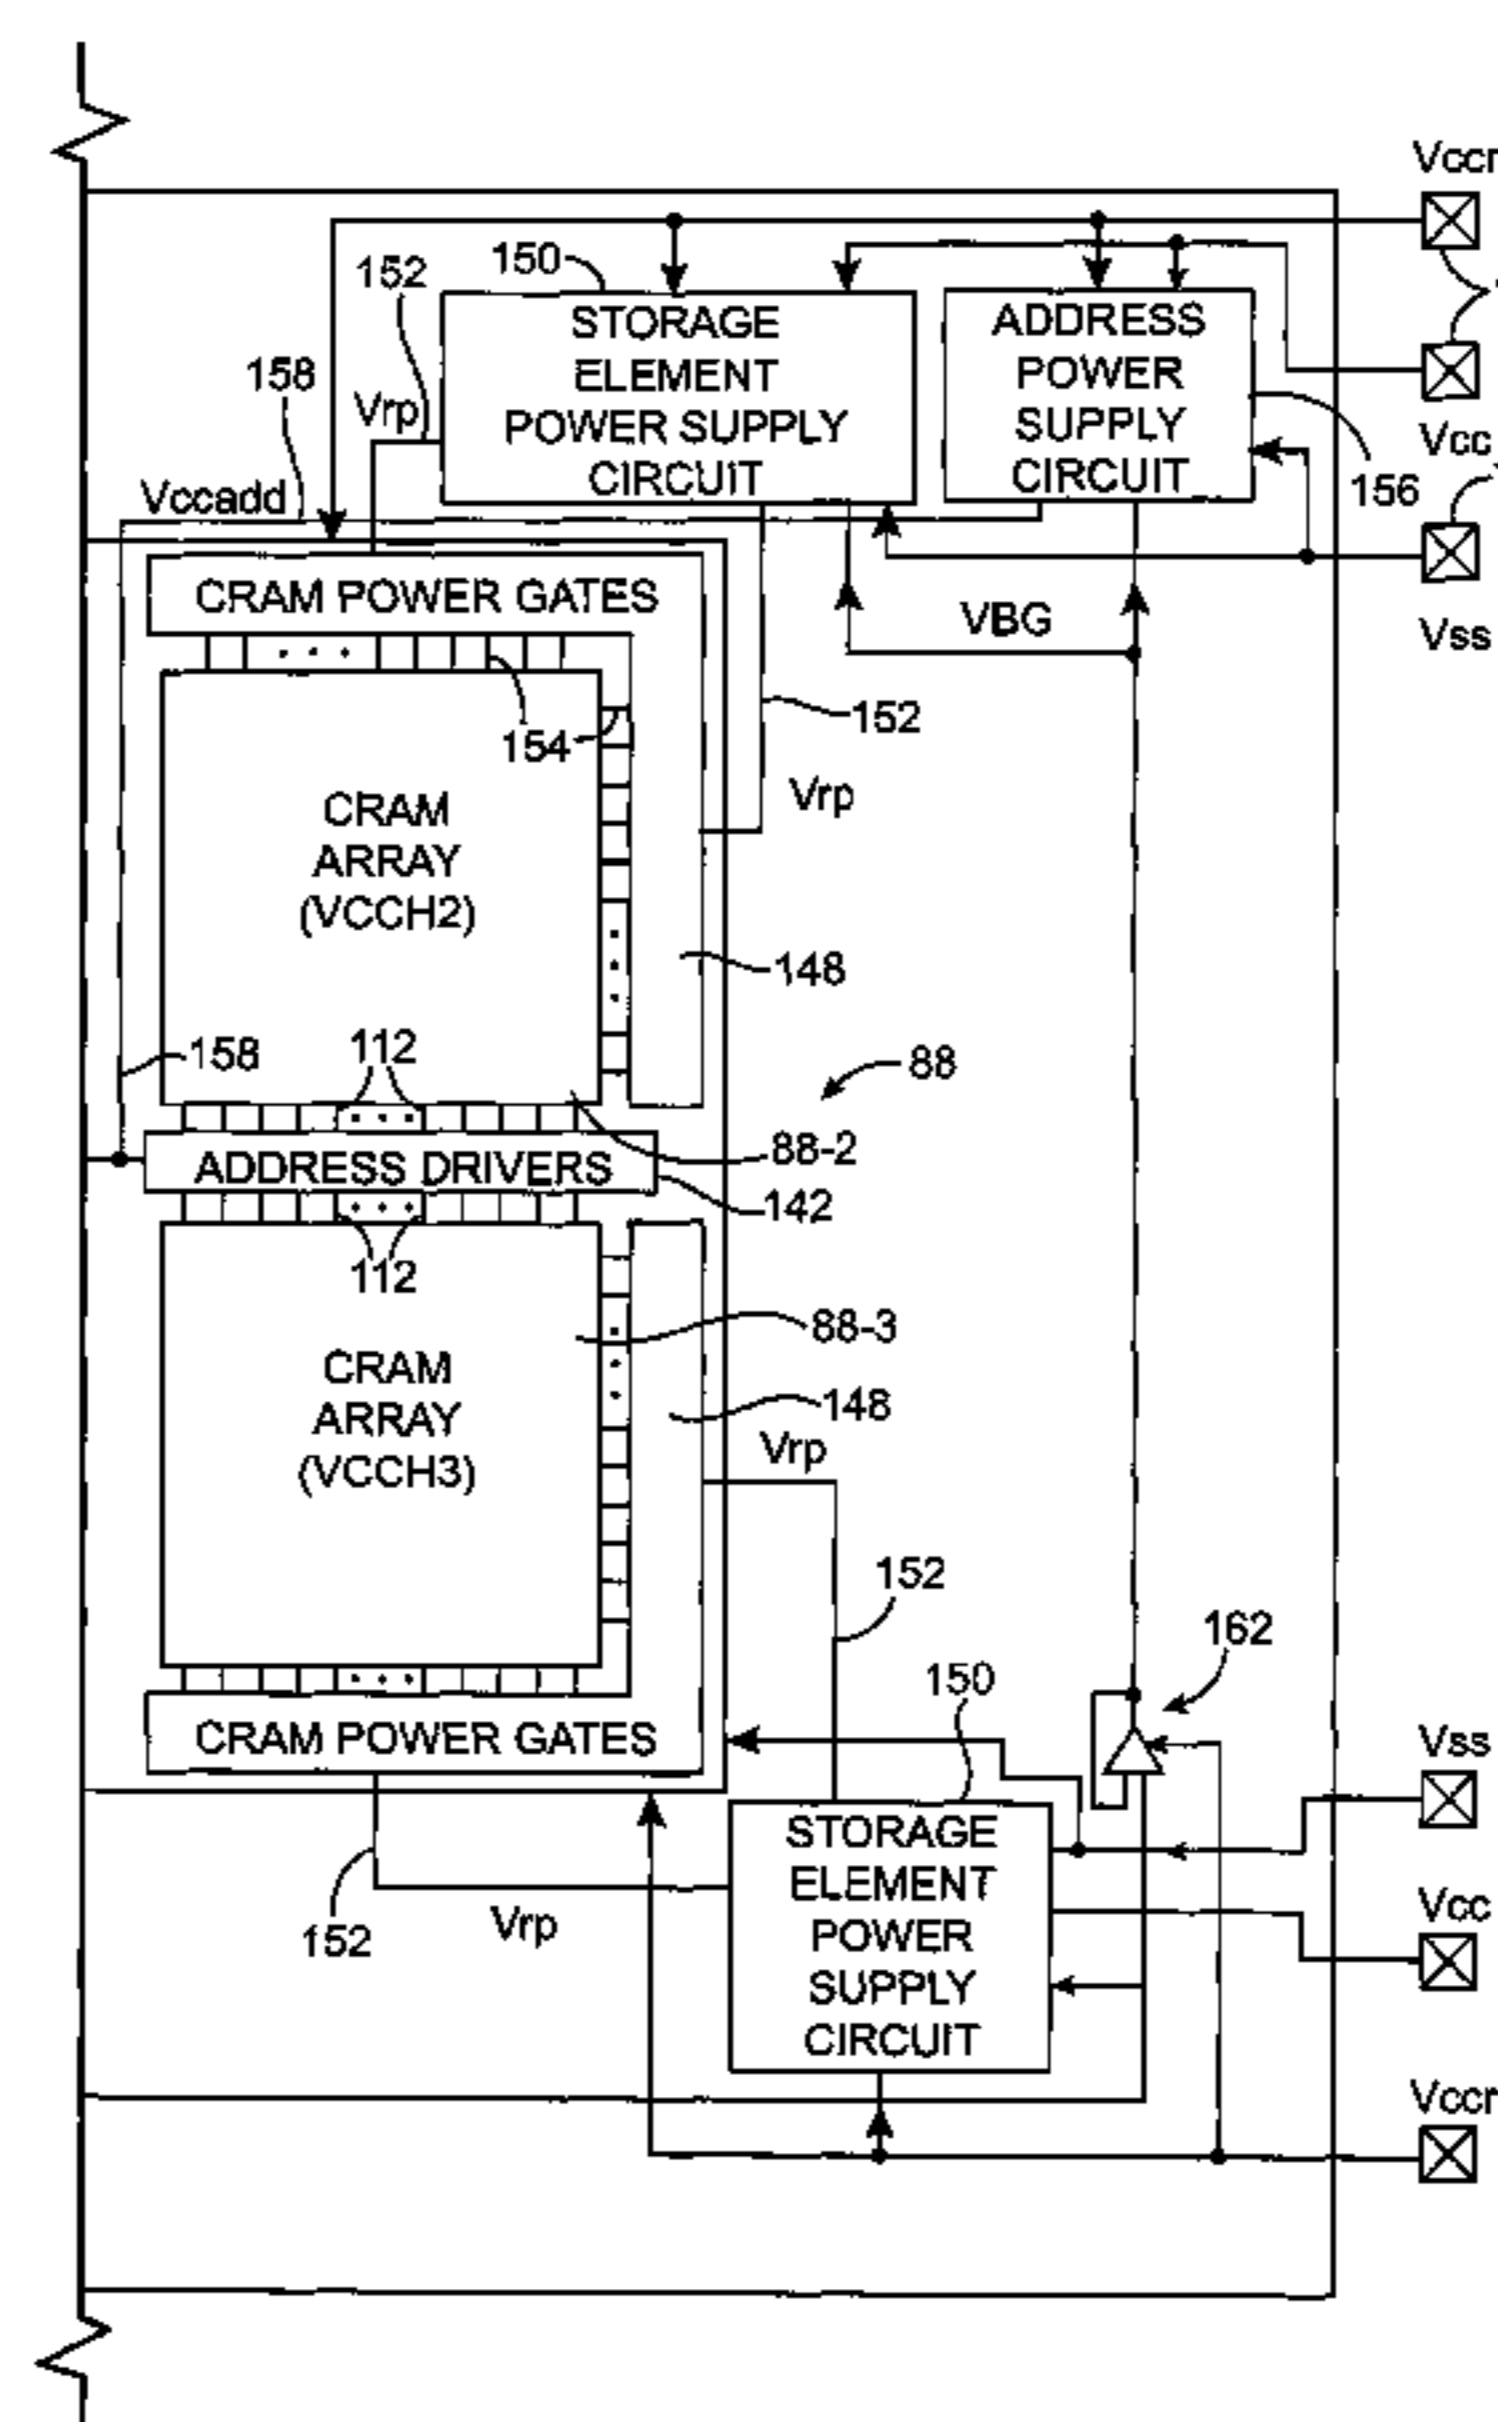 Vccr
150
152
STORAGE
ELEMENT
POWER SUPPLY
CIRCUIT
ADDRESS
POWER
SUPPLY
CIRCUIT
158
Vrp
Vcc
156
Vccadd
CRAM POWER GATES
VBG
Vss
154
152
Vrp
CRAM
ARRAY
(VCCH2)
148
158
112
88
88-2
ADDRESS DRIVERS
142
112
88-3
CRAM
ARRAY
(VCCH3)
148
Vrp
152
162
150
CRAM POWER GATES
Vss
STORAGE
ELEMENT
POWER
SUPPLY
CIRCUIT
152
Vrp
Vcc
Vccr